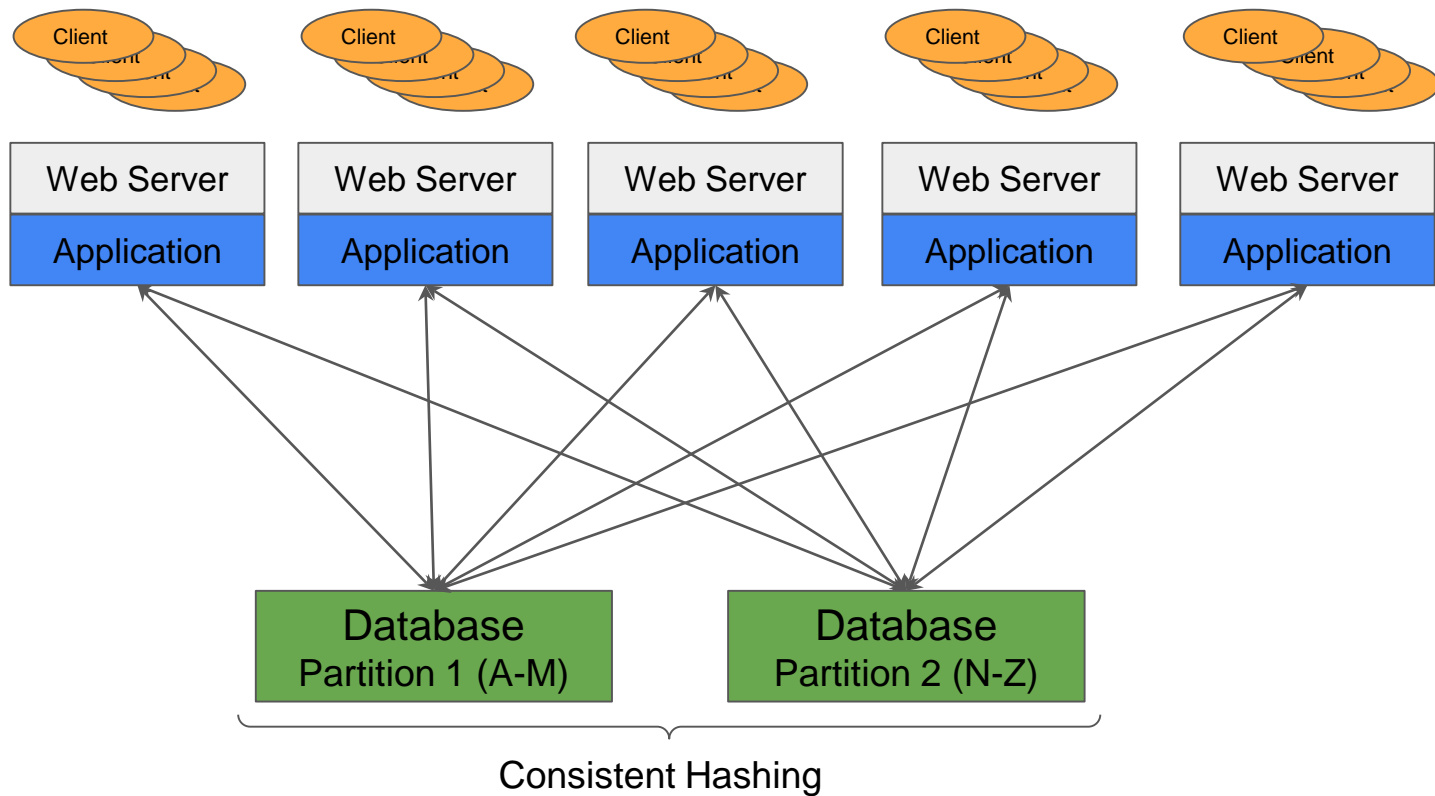 Client
Client
Client
Client
Client
Web Server
Web Server
Web Server
Web Server
Web Server
Application
Application
Application
Application
Application
Database
Partition 1 (A-M)
Database
Partition 2 (N-Z)
Consistent Hashing